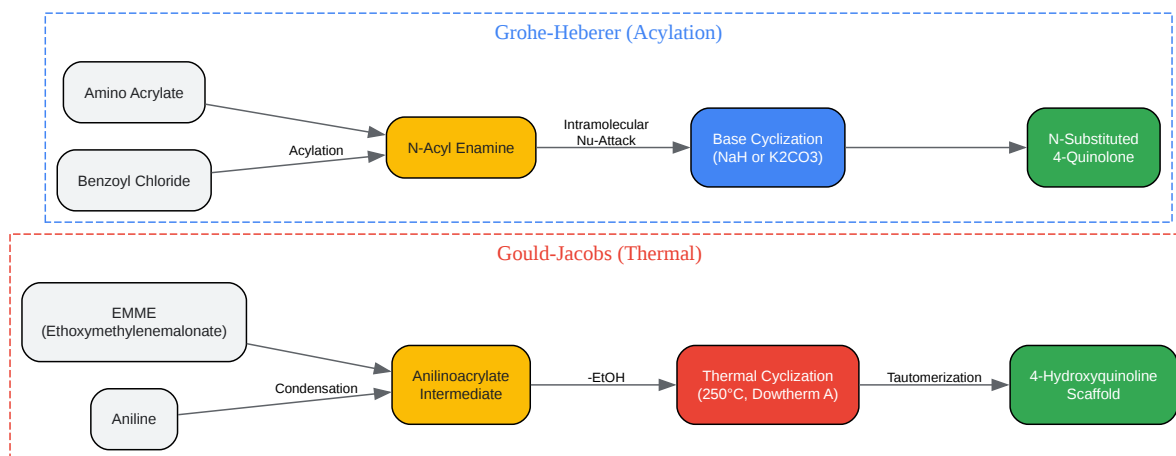 Grohe-Heberer (Acylation)
Amino Acrylate
Benzoyl Chloride
Acylation
N-Acyl Enamine
Intramolecular
Nu-Attack
Base Cyclization
(NaH or K2CO3)
N-Substituted
4-Quinolone
Gould-Jacobs (Thermal)
EMME
(Ethoxymethylenemalonate)
Aniline
Condensation
Anilinoacrylate
Intermediate
-EtOH
Thermal Cyclization
(250°C, Dowtherm A)
Tautomerization
4-Hydroxyquinoline
Scaffold